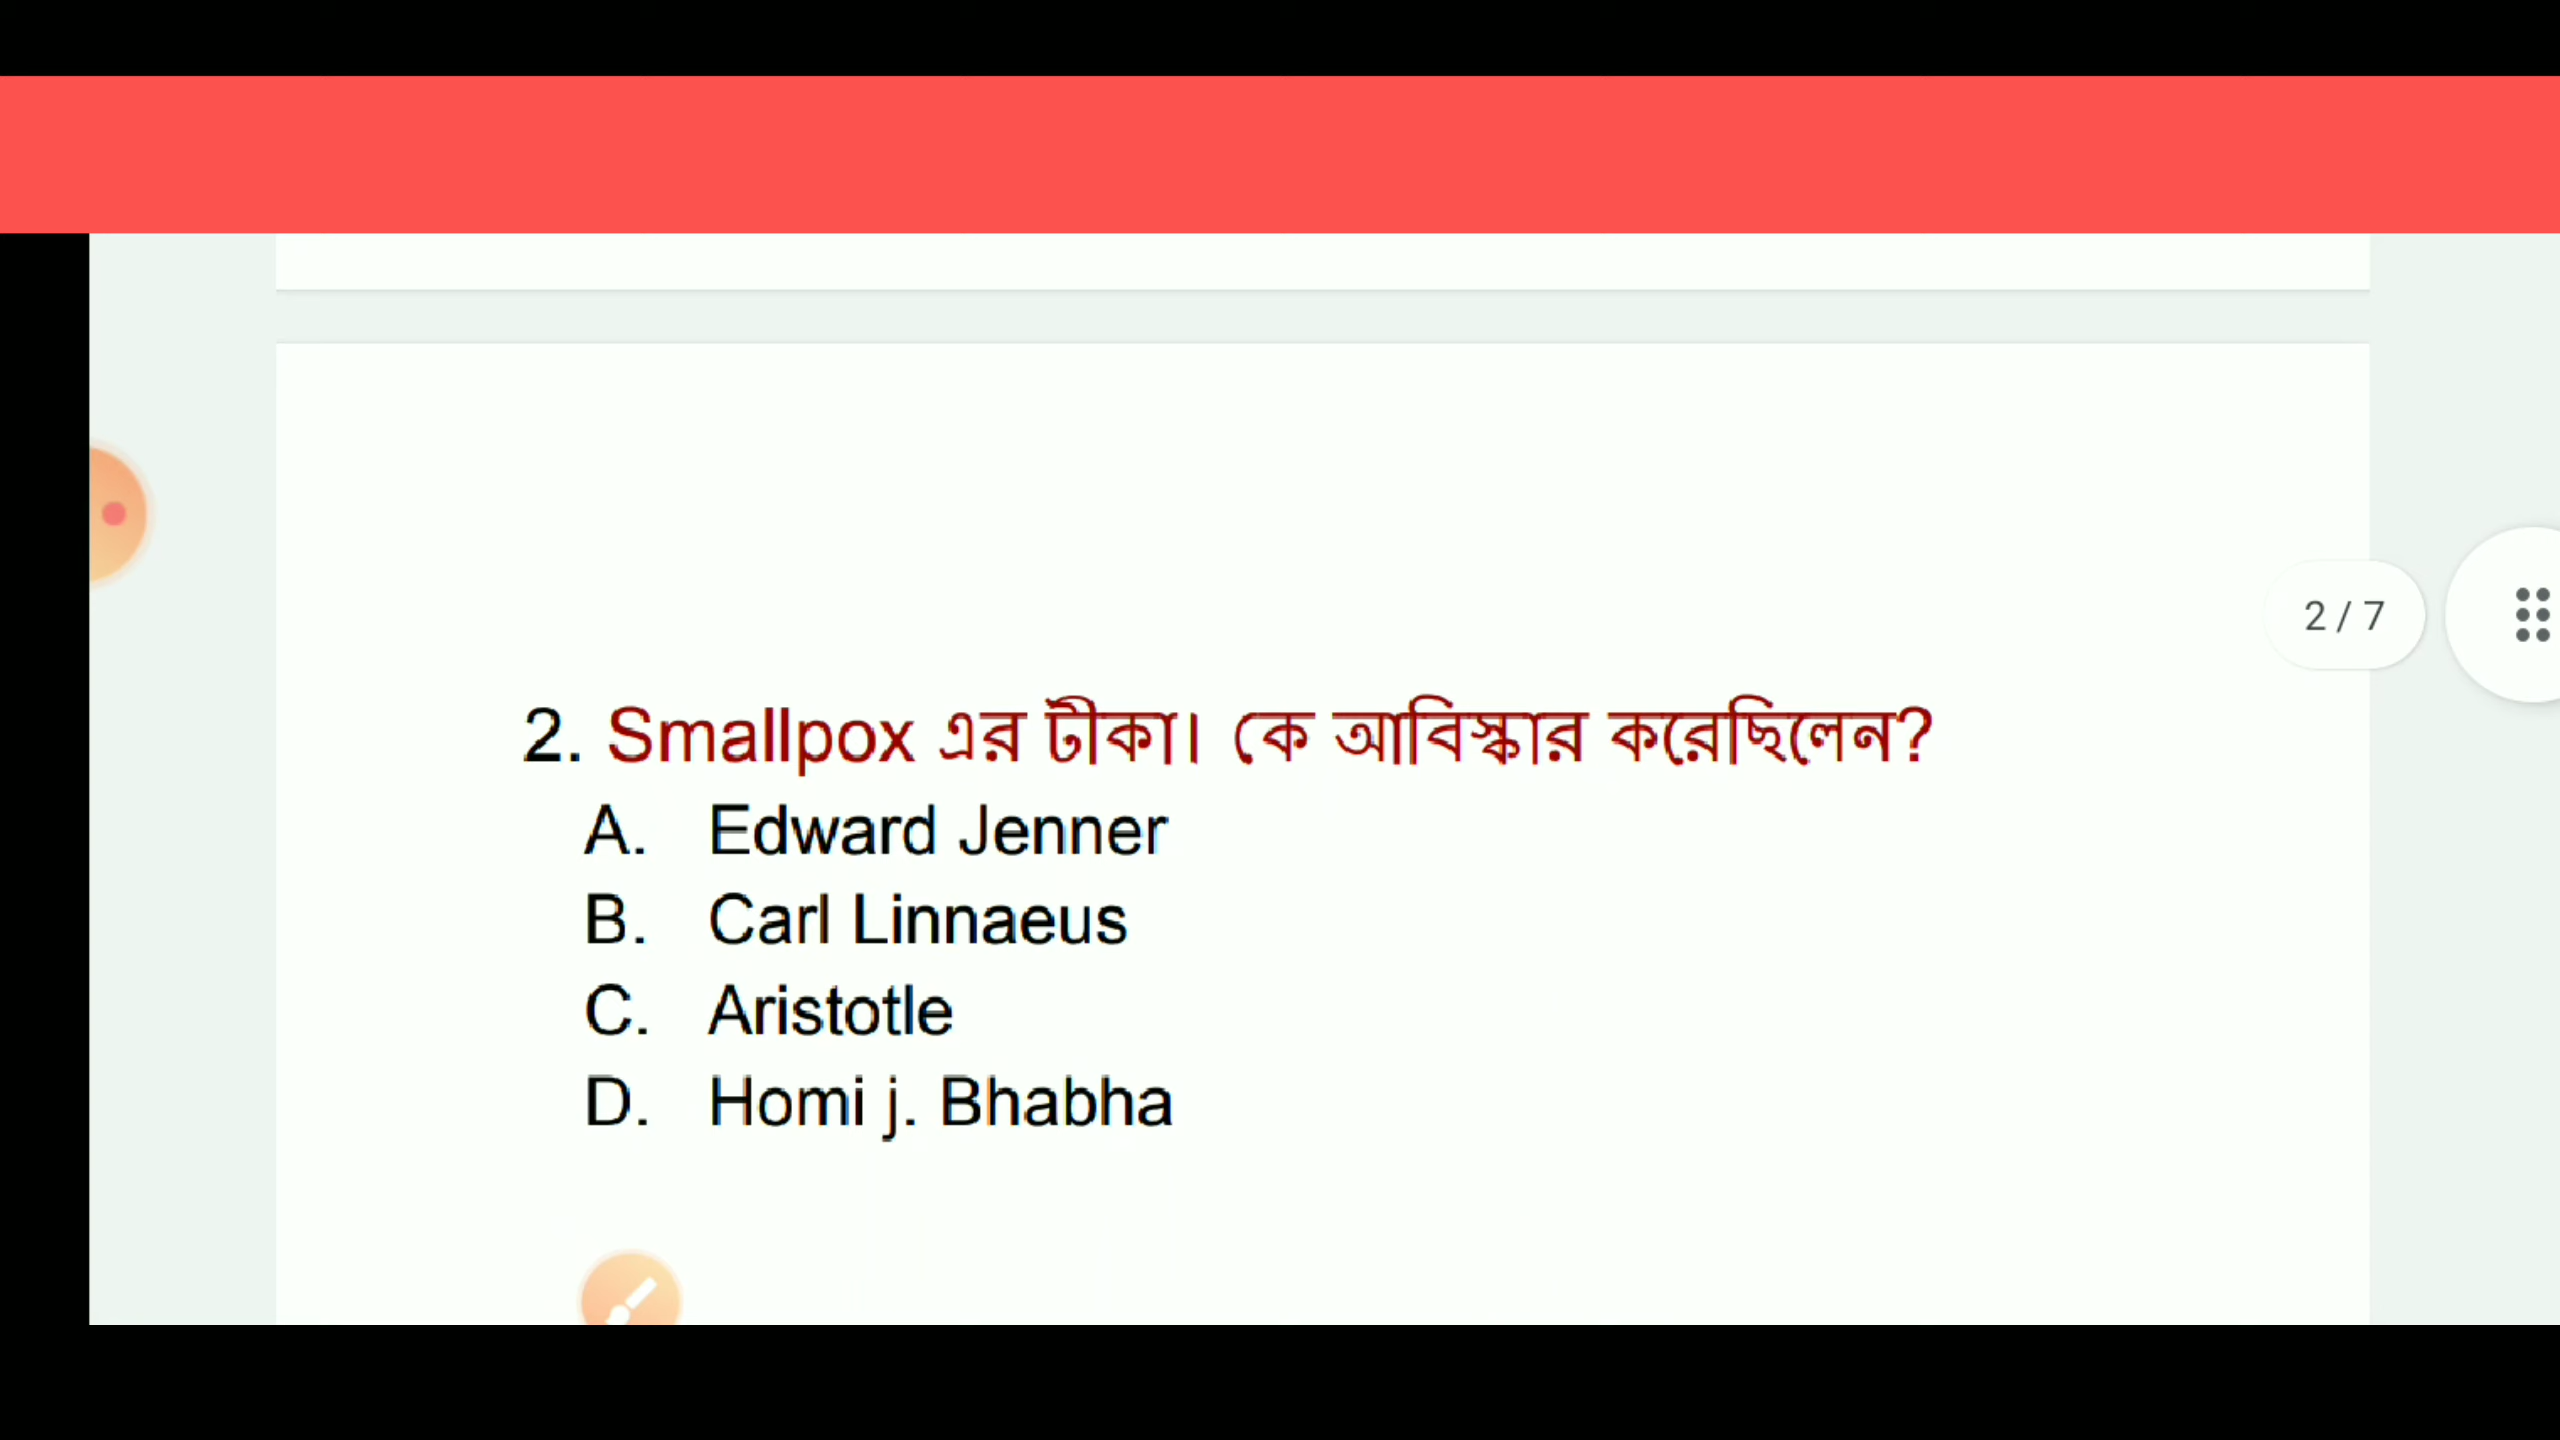 2 / 7
2. Smallpox এর টীকা। কে আবিস্কার করেছিলেন?
A. Edward Jenner
B. Carl Linnaeus
C. Aristotle
D. Homi j. Bhabha